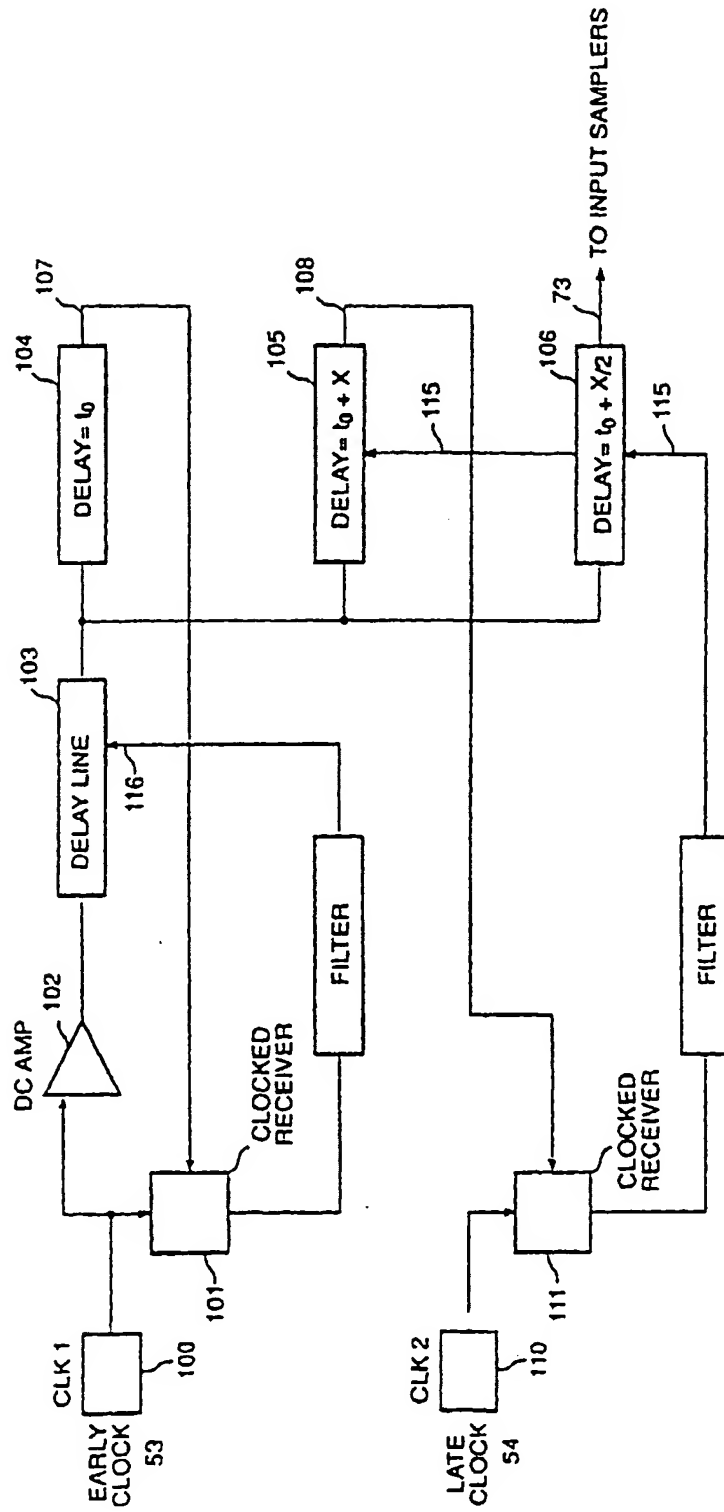 CLK 1
EARLY
CLOCK
53
100
DC AMP
102
101
CLOCKED
RECEIVER
103
DELAY LINE
116
FILTER
104
DELAY= t₀
107
105
DELAY= t₀ + X
108
115
106
DELAY= t₀ + X/2
73
TO INPUT SAMPLERS
115
CLK 2
LATE
CLOCK
54
110
111
CLOCKED
RECEIVER
FILTER